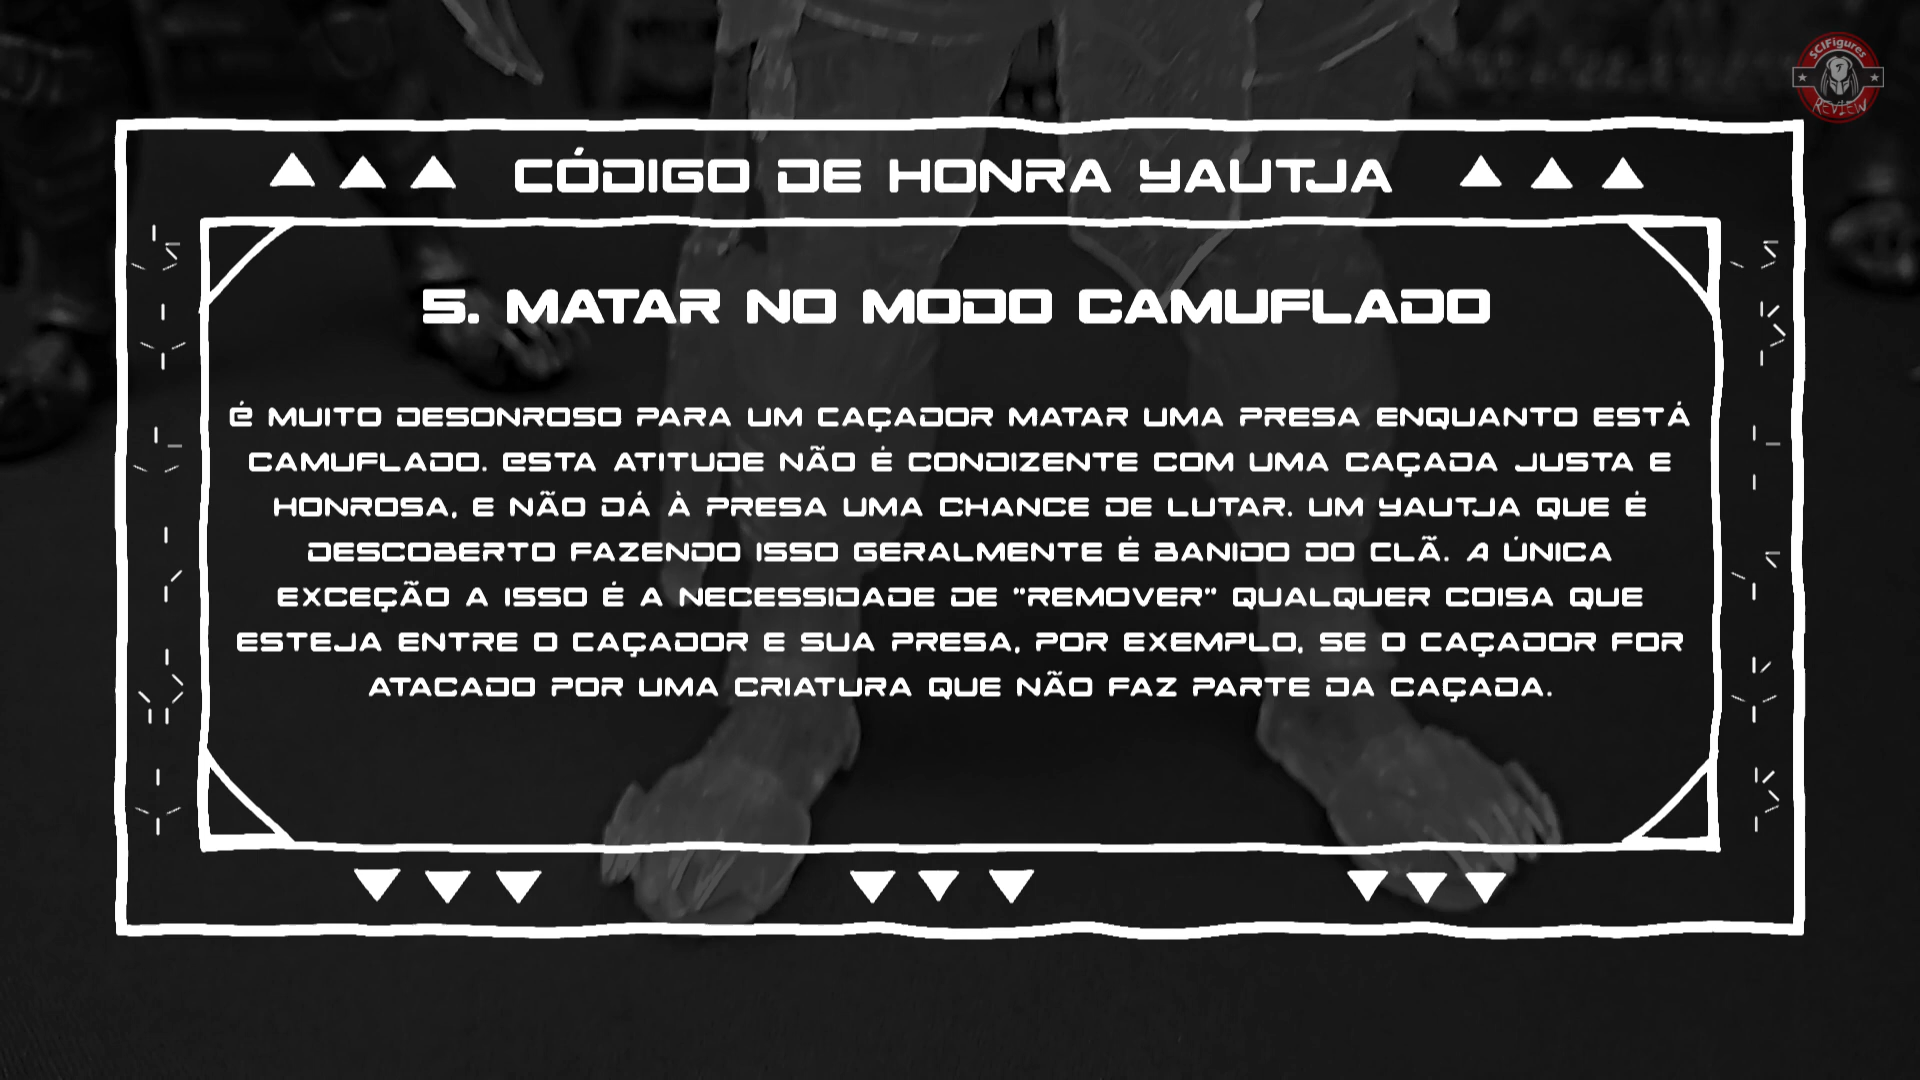 SCIFigures
REVIEW
CÓDIGO DE HONRA YAUTJA
5. MATAR NO MODO CAMUFLADO
É MUITO DESONROSO PARA UM CAÇADOR MATAR UMA PRESA ENQUANTO ESTÁ
CAMUFLADO. ESTA ATITUDE NÃO É CONDIZENTE COM UMA CAÇADA JUSTA E
HONROSA, E NÃO DÁ À PRESA UMA CHANCE DE LUTAR. UM YAUTJA QUE É
DESCOBERTO FAZENDO ISSO GERALMENTE É BANIDO DO CLÃ. A ÚNICA
EXCEÇÃO A ISSO É A NECESSIDADE DE "REMOVER" QUALQUER COISA QUE
ESTEJA ENTRE O CAÇADOR E SUA PRESA, POR EXEMPLO, SE O CAÇADOR FOR
ATACADO POR UMA CRIATURA QUE NÃO FAZ PARTE DA CAÇADA.